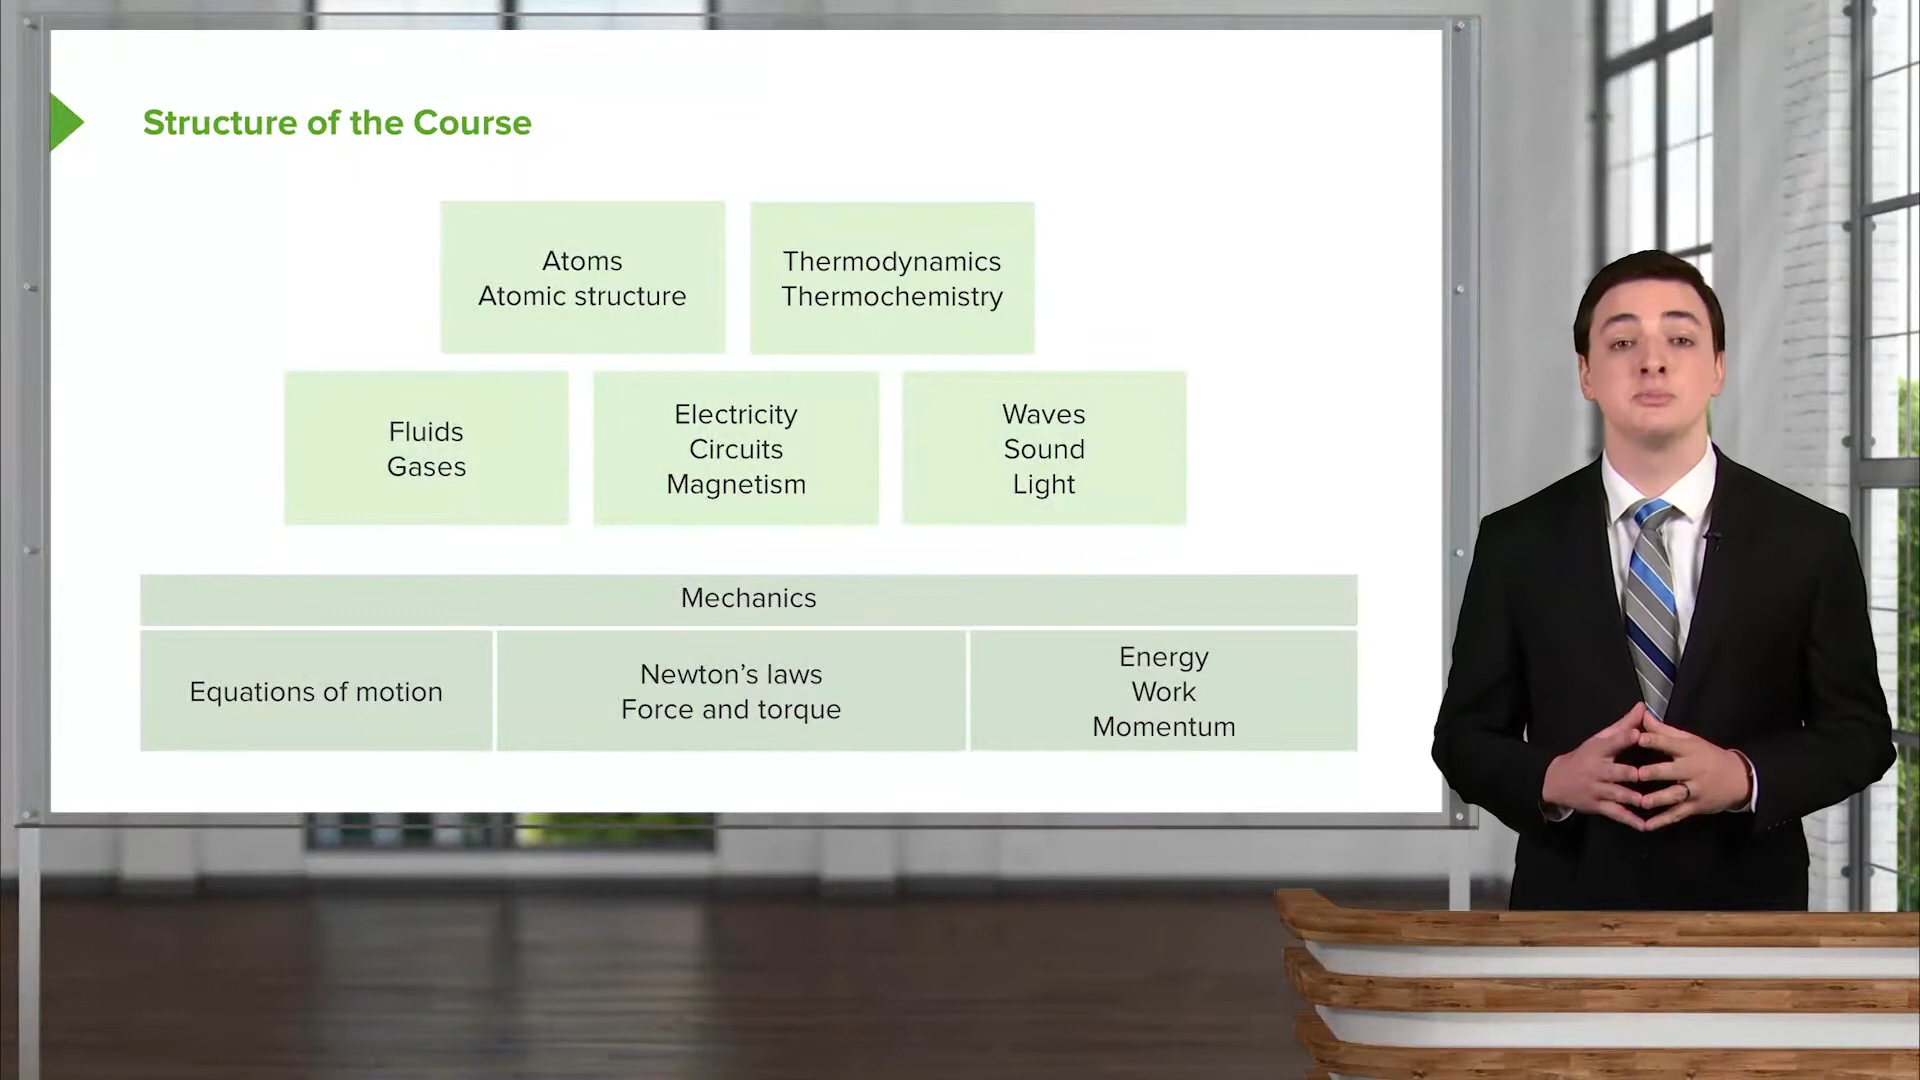 Structure of the Course
Atoms
Atomic structure
Thermodynamics
Thermochemistry
Fluids
Gases
Electricity
Circuits
Magnetism
Waves
Sound
Light
Mechanics
Equations of motion
Newton’s laws
Force and torque
Energy
Work
Momentum